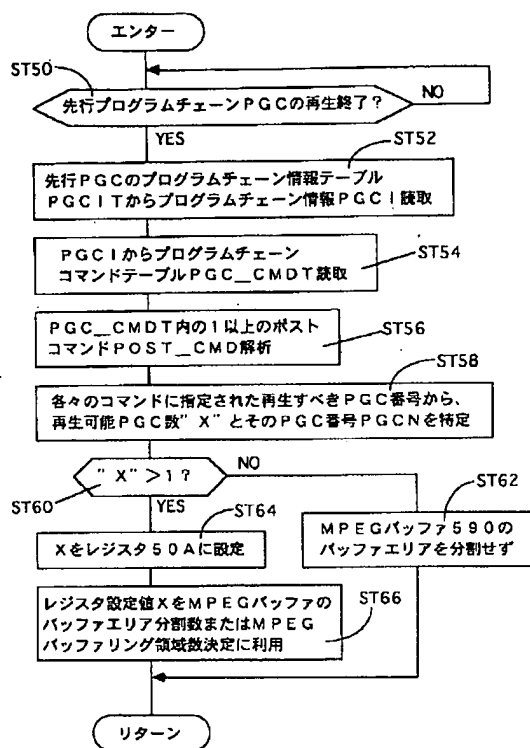 エンター
ST50
先行プログラムチェーンPGCの再生終了?
NO
YES
ST52
先行PGCのプログラムチェーン情報テーブル
PGCITからプログラムチェーン情報PGCI読取
ST54
PGCIからプログラムチェーン
コマンドテーブルPGC_CMDT読取
ST56
PGC_CMDT内の1以上のポスト
コマンドPOST_CMD解析
ST58
各々のコマンドに指定された再生すべきPGC番号から、
再生可能PGC数"X"とそのPGC番号PGCNを特定
"X">1?
NO
ST60
YES
ST64
ST62
Xをレジスタ50Aに設定
MPEGバッファ590の
バッファエリアを分割せず
レジスタ設定値XをMPEGバッファの
バッファエリア分割数またはMPEG
バッファリング領域数決定に利用
ST66
リターン